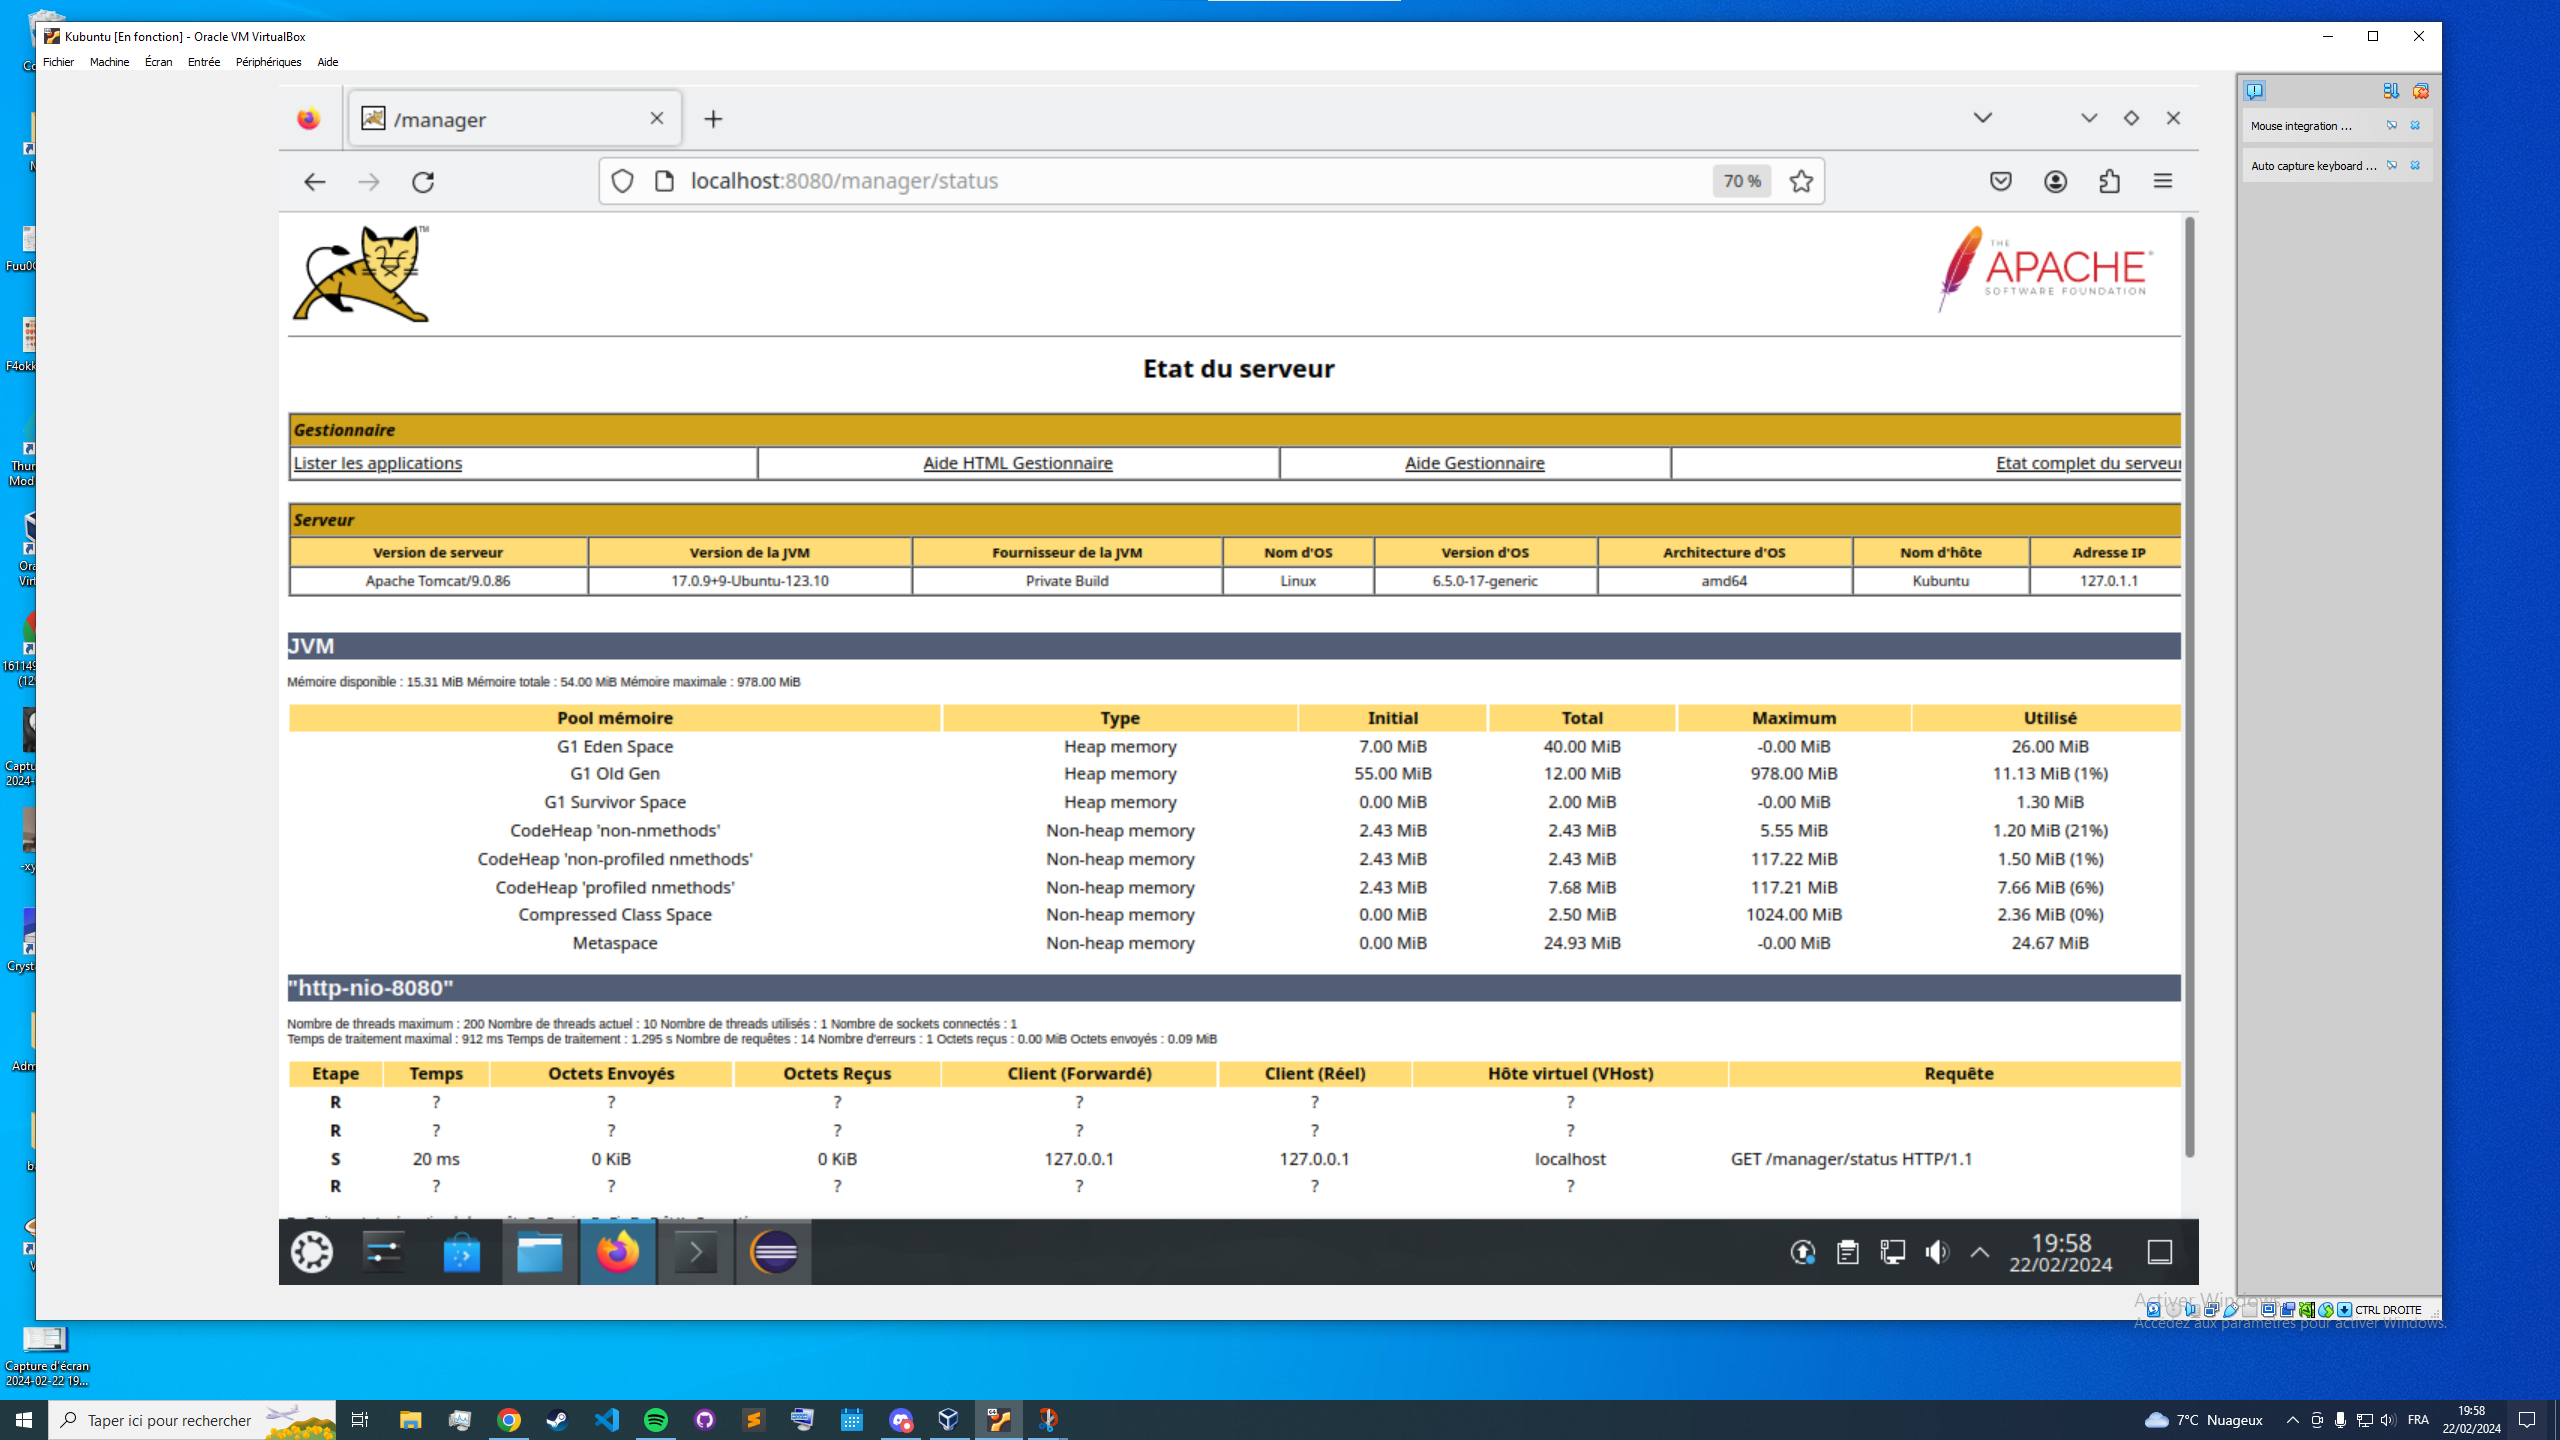 Kubuntu [En fonction] - Oracle VM VirtualBox
Fichier Machine Écran Entrée Périphériques Aide
/manager
localhost:8080/manager/status
70 %
Mouse integration ...
Auto capture keyboard ...
TM
THE
APACHE®
SOFTWARE FOUNDATION
Etat du serveur
Gestionnaire
Lister les applications Aide HTML Gestionnaire Aide Gestionnaire Etat complet du serveur
Serveur
Version de serveur Version de la JVM Fournisseur de la JVM Nom d'OS Version d'OS Architecture d'OS Nom d'hôte Adresse IP
Apache Tomcat/9.0.86 17.0.9+9-Ubuntu-123.10 Private Build Linux 6.5.0-17-generic amd64 Kubuntu 127.0.1.1
JVM
Mémoire disponible : 15.31 MiB Mémoire totale : 54.00 MiB Mémoire maximale : 978.00 MiB
Pool mémoire Type Initial Total Maximum Utilisé
G1 Eden Space Heap memory 7.00 MiB 40.00 MiB -0.00 MiB 26.00 MiB
G1 Old Gen Heap memory 55.00 MiB 12.00 MiB 978.00 MiB 11.13 MiB (1%)
G1 Survivor Space Heap memory 0.00 MiB 2.00 MiB -0.00 MiB 1.30 MiB
CodeHeap 'non-nmethods' Non-heap memory 2.43 MiB 2.43 MiB 5.55 MiB 1.20 MiB (21%)
CodeHeap 'non-profiled nmethods' Non-heap memory 2.43 MiB 2.43 MiB 117.22 MiB 1.50 MiB (1%)
CodeHeap 'profiled nmethods' Non-heap memory 2.43 MiB 7.68 MiB 117.21 MiB 7.66 MiB (6%)
Compressed Class Space Non-heap memory 0.00 MiB 2.50 MiB 1024.00 MiB 2.36 MiB (0%)
Metaspace Non-heap memory 0.00 MiB 24.93 MiB -0.00 MiB 24.67 MiB
"http-nio-8080"
Nombre de threads maximum : 200 Nombre de threads actuel : 10 Nombre de threads utilisés : 1 Nombre de sockets connectés : 1
Temps de traitement maximal : 912 ms Temps de traitement : 1.295 s Nombre de requêtes : 14 Nombre d'erreurs : 1 Octets reçus : 0.00 MiB Octets envoyés : 0.09 MiB
Etape Temps Octets Envoyés Octets Reçus Client (Forwardé) Client (Réel) Hôte virtuel (VHost) Requête
R ? ? ? ? ? ?
R ? ? ? ? ? ?
S 20 ms 0 KiB 0 KiB 127.0.0.1 127.0.0.1 localhost GET /manager/status HTTP/1.1
R ? ? ? ? ? ?
19:58
22/02/2024
Activer Windows
Accédez aux paramètres pour activer Windows.
CTRL DROITE
Capture d'écran
2024-02-22 19...
Taper ici pour rechercher
7°C Nuageux
FRA
19:58
22/02/2024